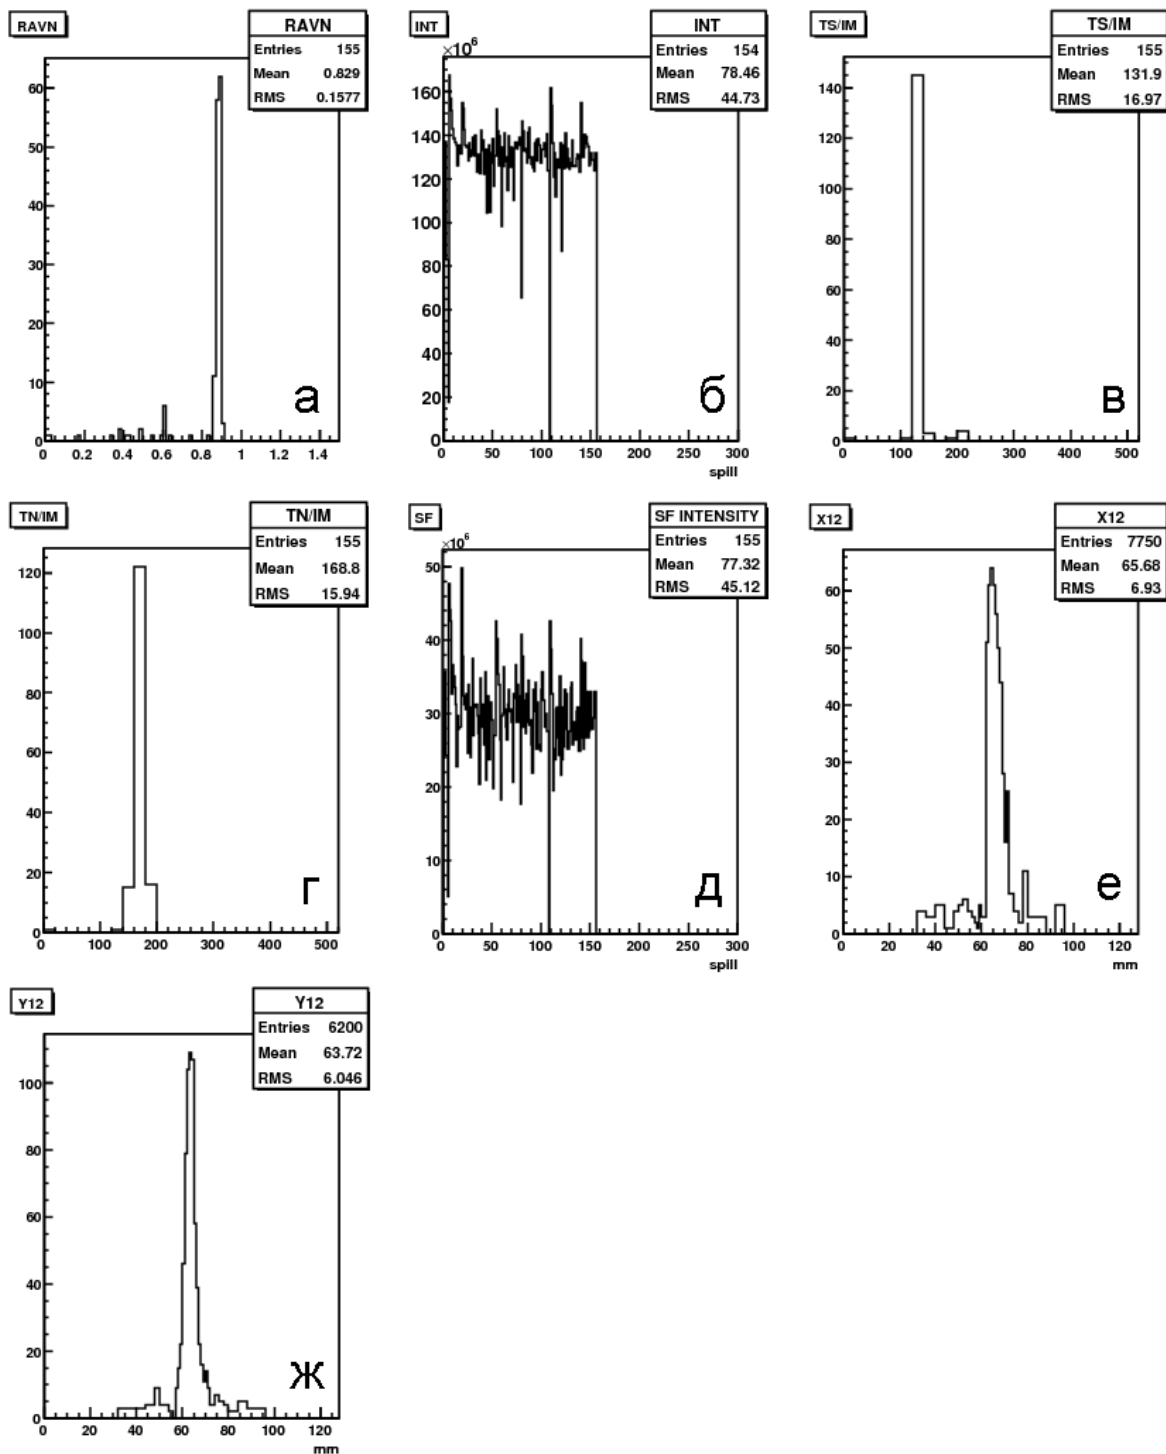 RAVN
RAVN
Entries 155
Mean 0.829
RMS 0.1577
60
50
40
30
20
10
0
0 0.2 0.4 0.6 0.8 1 1.2 1.4
а
INT
×10⁶
INT
Entries 154
Mean 78.46
RMS 44.73
160
140
120
100
80
60
40
20
0
0 50 100 150 200 250 300
spill
б
TS/IM
TS/IM
Entries 155
Mean 131.9
RMS 16.97
140
120
100
80
60
40
20
0
0 100 200 300 400 500
в
TN/IM
TN/IM
Entries 155
Mean 168.8
RMS 15.94
120
100
80
60
40
20
0
0 100 200 300 400 500
г
SF
×10⁶
SF INTENSITY
Entries 155
Mean 77.32
RMS 45.12
50
40
30
20
10
0
0 50 100 150 200 250 300
spill
д
X12
X12
Entries 7750
Mean 65.68
RMS 6.93
60
50
40
30
20
10
0
0 20 40 60 80 100 120
mm
е
Y12
Y12
Entries 6200
Mean 63.72
RMS 6.046
100
80
60
40
20
0
0 20 40 60 80 100 120
mm
ж